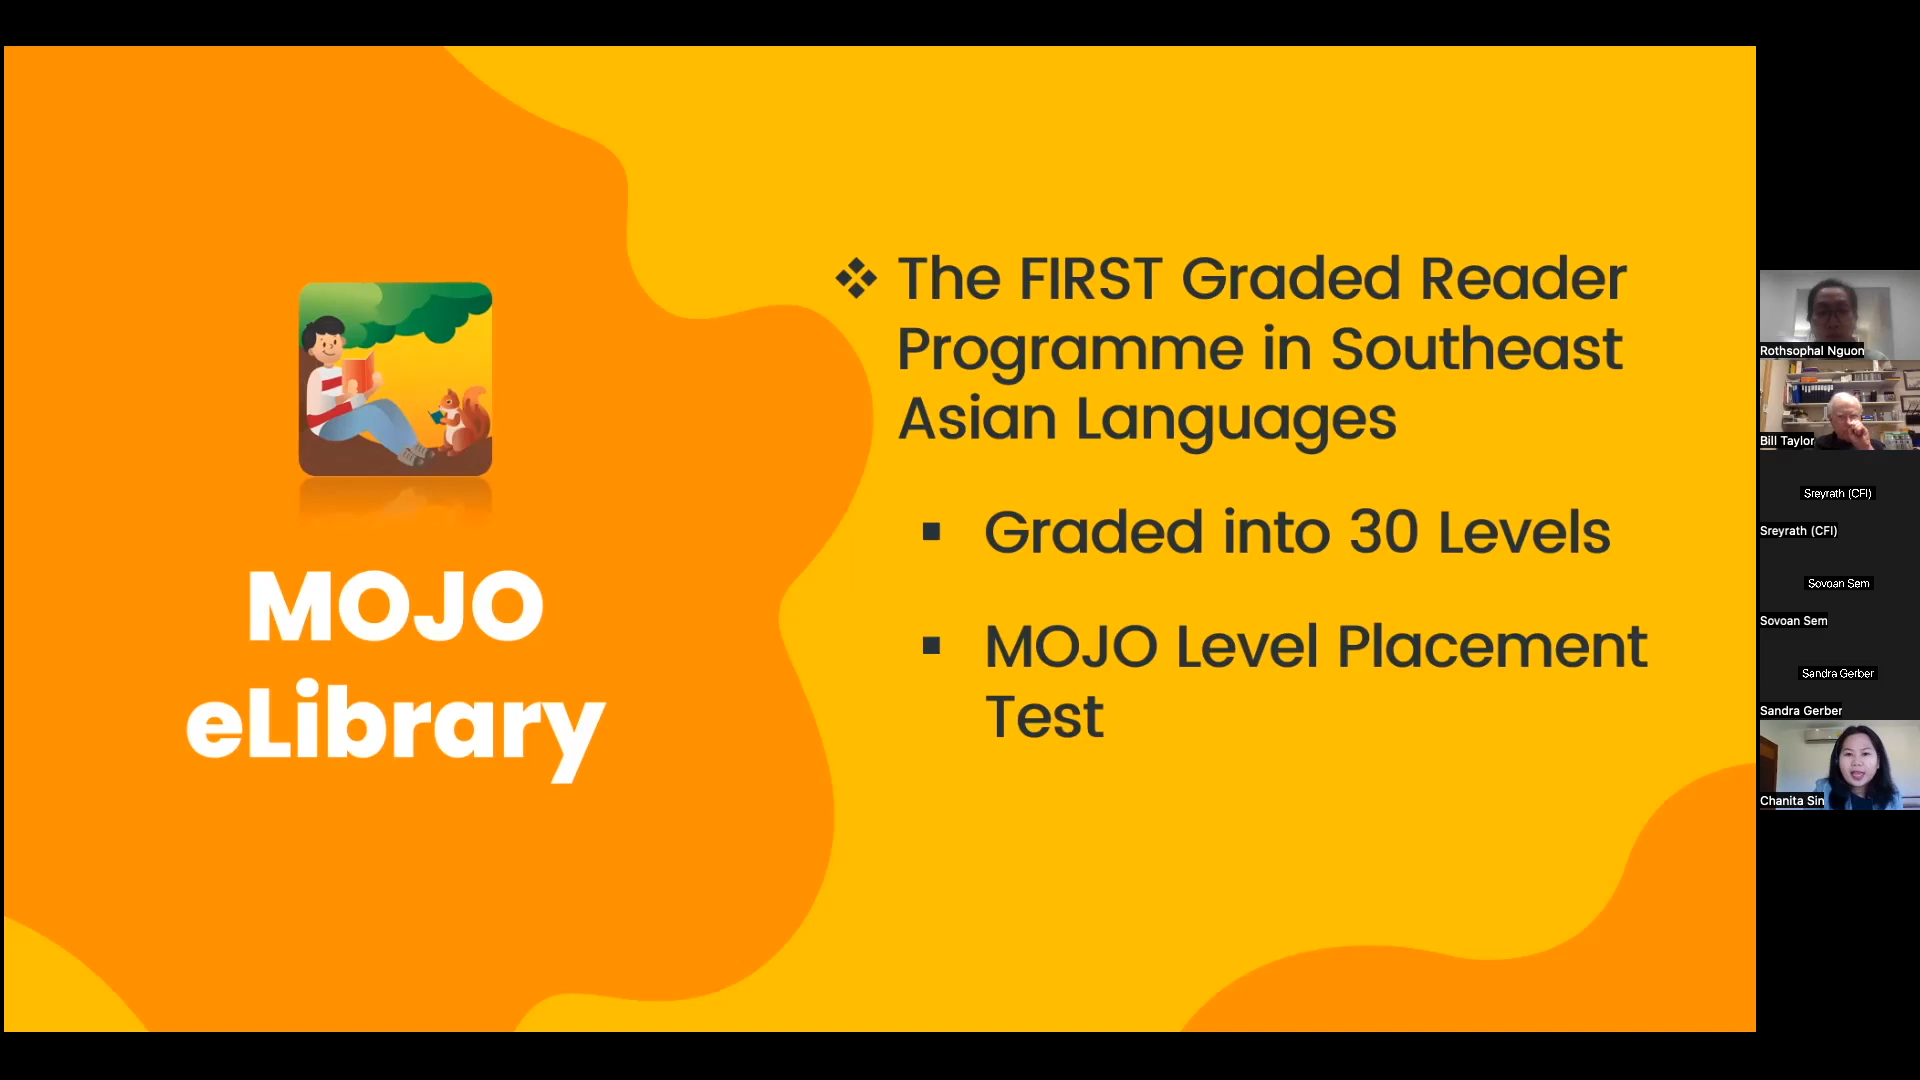 MOJO
eLibrary
The FIRST Graded Reader
Programme in Southeast
Asian Languages
Graded into 30 Levels
MOJO Level Placement
Test
Rothsophal Nguon
Bill Taylor
Sreyrath (CFI)
Sreyrath (CFI)
Sovoan Sem
Sovoan Sem
Sandra Gerber
Sandra Gerber
Chanita Sin